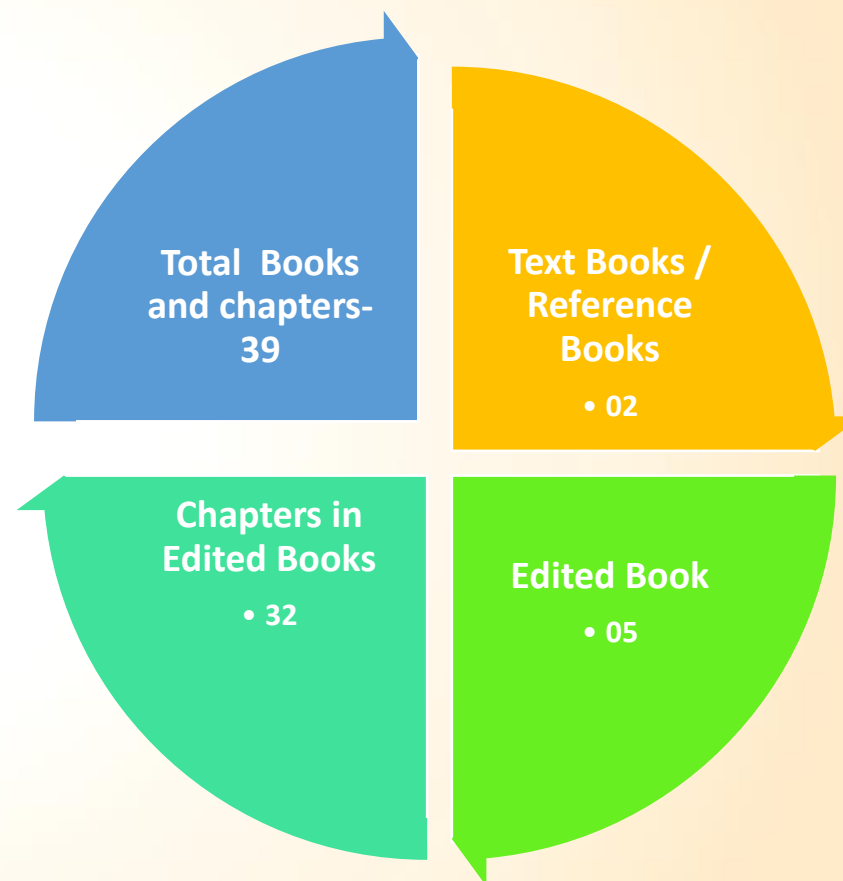 Total Books
and chapters-
39
Text Books /
Reference
Books
• 02
Chapters in
Edited Books
• 32
Edited Book
• 05